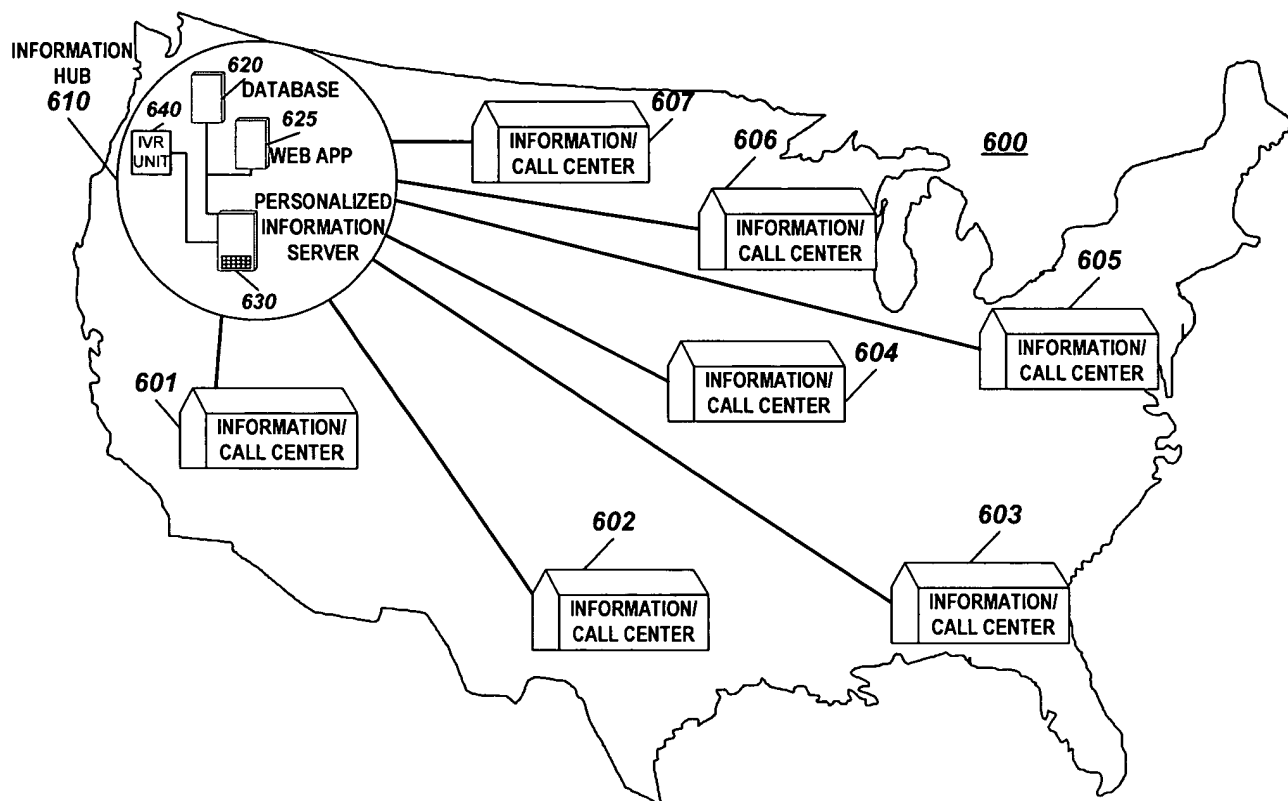 INFORMATION
HUB
610
620
DATABASE
640
IVR
UNIT
625
WEB APP
PERSONALIZED
INFORMATION
SERVER
630
607
INFORMATION/
CALL CENTER
606
INFORMATION/
CALL CENTER
600
605
INFORMATION/
CALL CENTER
604
INFORMATION/
CALL CENTER
601
INFORMATION/
CALL CENTER
602
INFORMATION/
CALL CENTER
603
INFORMATION/
CALL CENTER